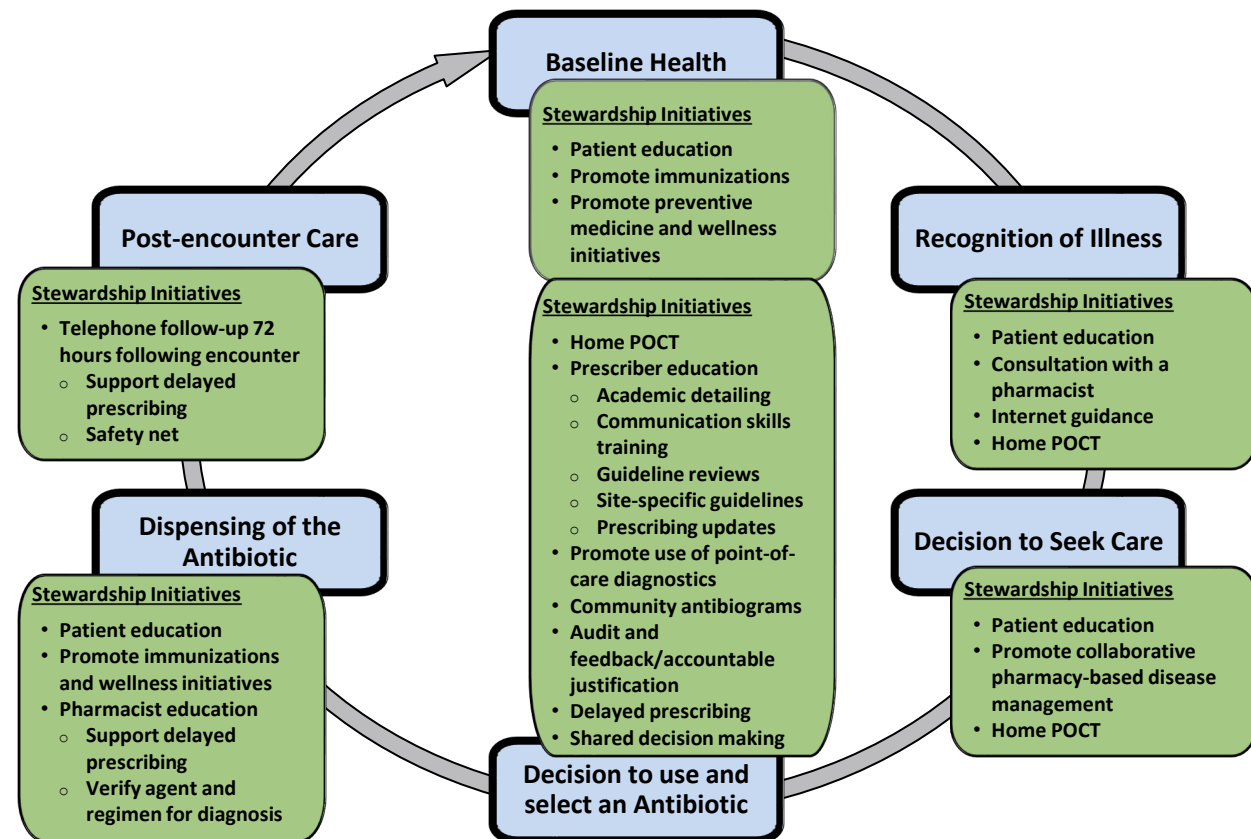 Baseline Health
Stewardship Initiatives
• Patient education
• Promote immunizations
• Promote preventive
medicine and wellness
initiatives
Recognition of Illness
Stewardship Initiatives
• Patient education
• Consultation with a
pharmacist
• Internet guidance
• Home POCT
Decision to Seek Care
Stewardship Initiatives
• Patient education
• Promote collaborative
pharmacy-based disease
management
• Home POCT
Stewardship Initiatives
• Home POCT
• Prescriber education
o Academic detailing
o Communication skills
training
o Guideline reviews
o Site-specific guidelines
o Prescribing updates
• Promote use of point-of-
care diagnostics
• Community antibiograms
• Audit and
feedback/accountable
justification
• Delayed prescribing
• Shared decision making
Decision to use and
select an Antibiotic
Dispensing of the
Antibiotic
Stewardship Initiatives
• Patient education
• Promote immunizations
and wellness initiatives
• Pharmacist education
o Support delayed
prescribing
o Verify agent and
regimen for diagnosis
Post-encounter Care
Stewardship Initiatives
• Telephone follow-up 72
hours following encounter
o Support delayed
prescribing
o Safety net